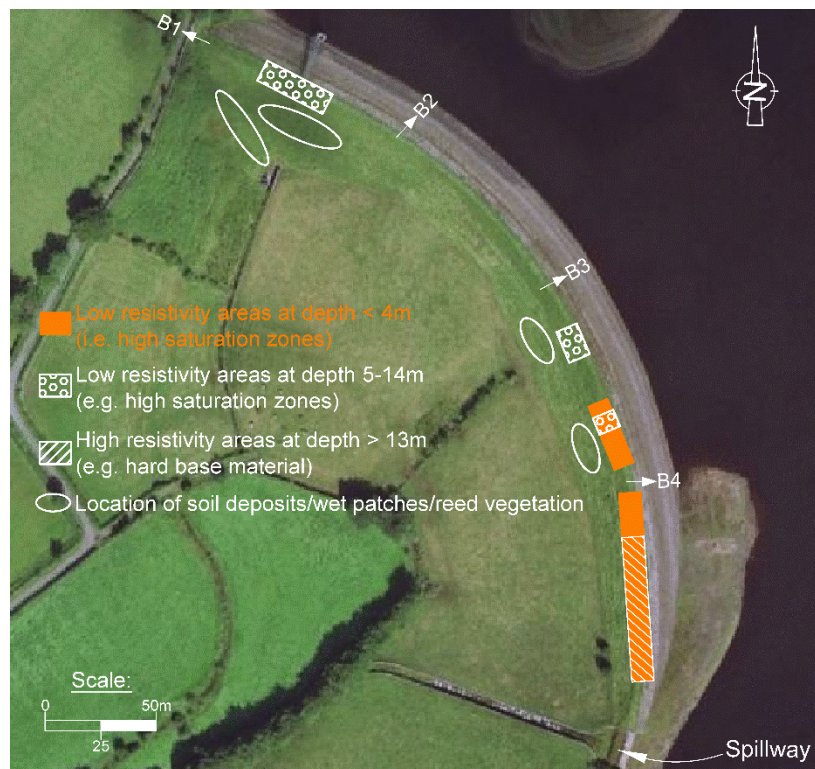 B1
B2
N
B3
Low resistivity areas at depth < 4m
(i.e. high saturation zones)
Low resistivity areas at depth 5-14m
(e.g. high saturation zones)
High resistivity areas at depth > 13m
(e.g. hard base material)
B4
Location of soil deposits/wet patches/reed vegetation
Scale:
0 50m
25
Spillway